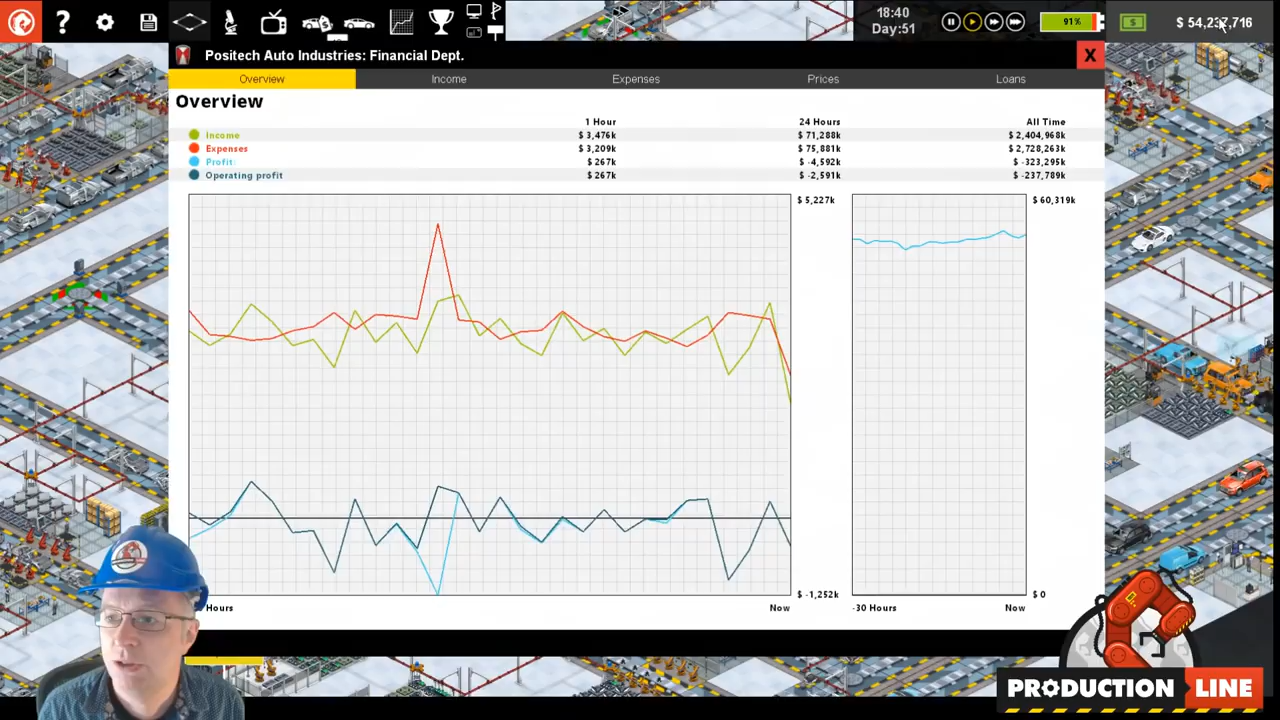 18:40
Day:51
91%
$
Positech Auto Industries: Financial Dept.
X
Overview
Income
Expenses
Prices
Loans
Overview
1 Hour
24 Hours
All Time
Income
$ 3,476k
$ 71,288k
$ 2,404,968k
Expenses
$ 3,209k
$ 75,881k
$ 2,728,263k
Profit:
$ 267k
$ -4,592k
$ -323,295k
Operating profit
$ 267k
$ -2,591k
$ -237,789k
$ 5,227k
$ 60,319k
$ -1,252k
$ 0
Hours
Now
-30 Hours
Now
PRODUCTION LINE